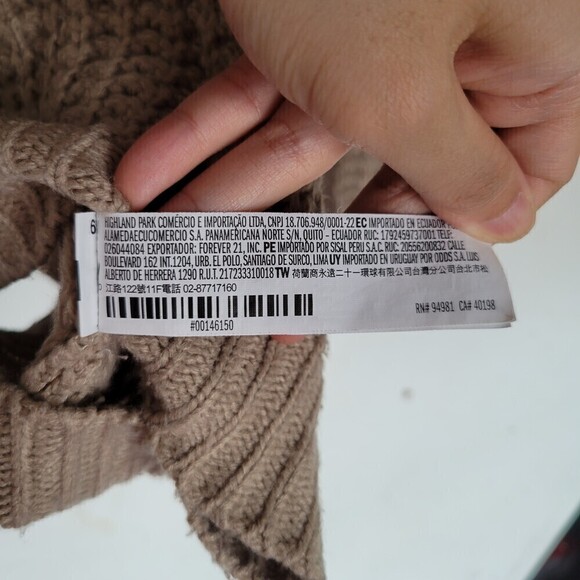 6
HIGHLAND PARK COMÉRCIO E IMPORTAÇÃO LTDA, CNPJ 18.706.948/0001-22 EC IMPORTADO EN ECUADOR
ALAMEDAECUCOMERCIO S.A. PANAMERICANA NORTE S/N, QUITO - ECUADOR RUC: 1792459737001 TELE
026044084 EXPORTADOR: FOREVER 21, INC. PE IMPORTADO POR SISAL PERU S.A.C RUC: 20556200832 CALLE
BOULEVARD 162 INT.1204, URB. EL POLO, SANTIAGO DE SURCO, LIMA UY IMPORTADO EN URUGUAY POR ODOS S.A. LUIS
ALBERTO DE HERRERA 1290 R.U.T. 217233310018 TW 荷蘭商永遠二十一環球有限公司台灣分公司台北市松
江路122號11F電話 02-87717160
#00146150
RN# 94981 CA# 40198